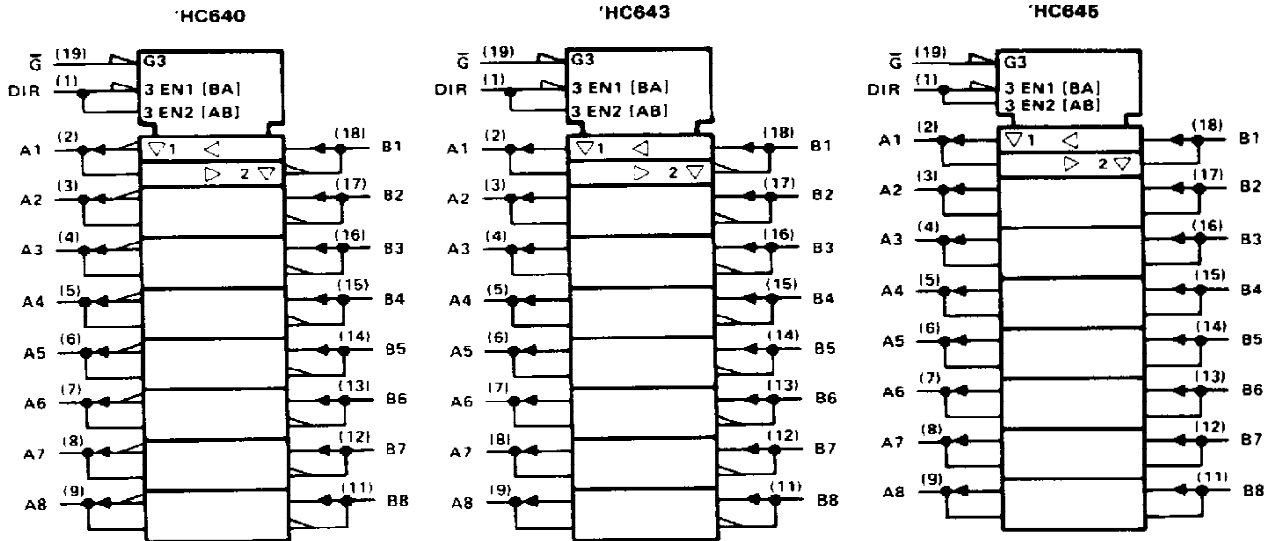 'HC640
G̅ (19) G3
DIR (1) 3 EN1 [BA]
3 EN2 [AB]
A1 (2) ▽1 ◁ (18) B1
▷ 2 ▽
A2 (3) (17) B2
A3 (4) (16) B3
A4 (5) (15) B4
A5 (6) (14) B5
A6 (7) (13) B6
A7 (8) (12) B7
A8 (9) (11) B8
'HC643
G̅ (19) G3
DIR (1) 3 EN1 [BA]
3 EN2 [AB]
A1 (2) ▽1 ◁ (18) B1
▷ 2 ▽
A2 (3) (17) B2
A3 (4) (16) B3
A4 (5) (15) B4
A5 (6) (14) B5
A6 (7) (13) B6
A7 (8) (12) B7
A8 (9) (11) B8
'HC645
G̅ (19) G3
DIR (1) 3 EN1 [BA]
3 EN2 [AB]
A1 (2) ▽1 ◁ (18) B1
▷ 2 ▽
A2 (3) (17) B2
A3 (4) (16) B3
A4 (5) (15) B4
A5 (6) (14) B5
A6 (7) (13) B6
A7 (8) (12) B7
A8 (9) (11) B8